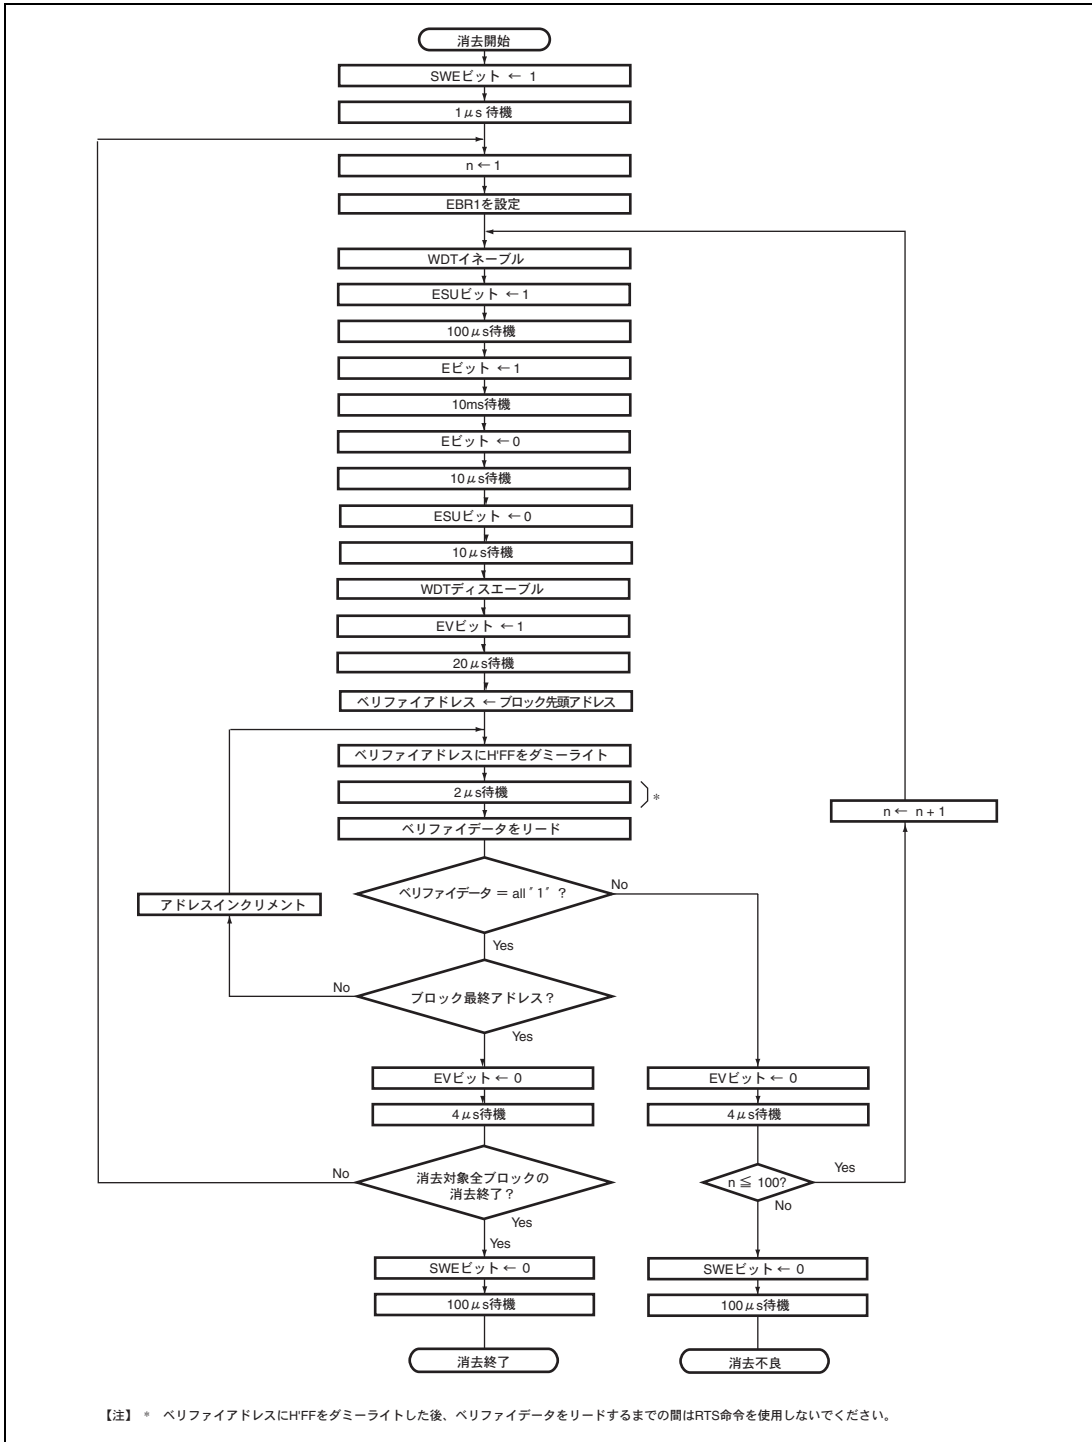 消去開始
SWEビット ← 1
1μs 待機
n ← 1
EBR1を設定
WDTイネーブル
ESUビット ← 1
100μs待機
Eビット ← 1
10ms待機
Eビット ← 0
10μs待機
ESUビット ← 0
10μs待機
WDTディスエーブル
EVビット ← 1
20μs待機
ベリファイアドレス ← ブロック先頭アドレス
ベリファイアドレスにH'FFをダミーライト
2μs待機
*
n ← n + 1
ベリファイデータをリード
ベリファイデータ = all "1" ?
No
アドレスインクリメント
Yes
No
ブロック最終アドレス?
Yes
EVビット ← 0
EVビット ← 0
4μs待機
4μs待機
No
消去対象全ブロックの
消去終了?
Yes
n ≦ 100?
Yes
No
Yes
SWEビット ← 0
SWEビット ← 0
100μs待機
100μs待機
消去終了
消去不良
【注】 * ベリファイアドレスにH'FFをダミーライトした後、ベリファイデータをリードするまでの間はRTS命令を使用しないでください。